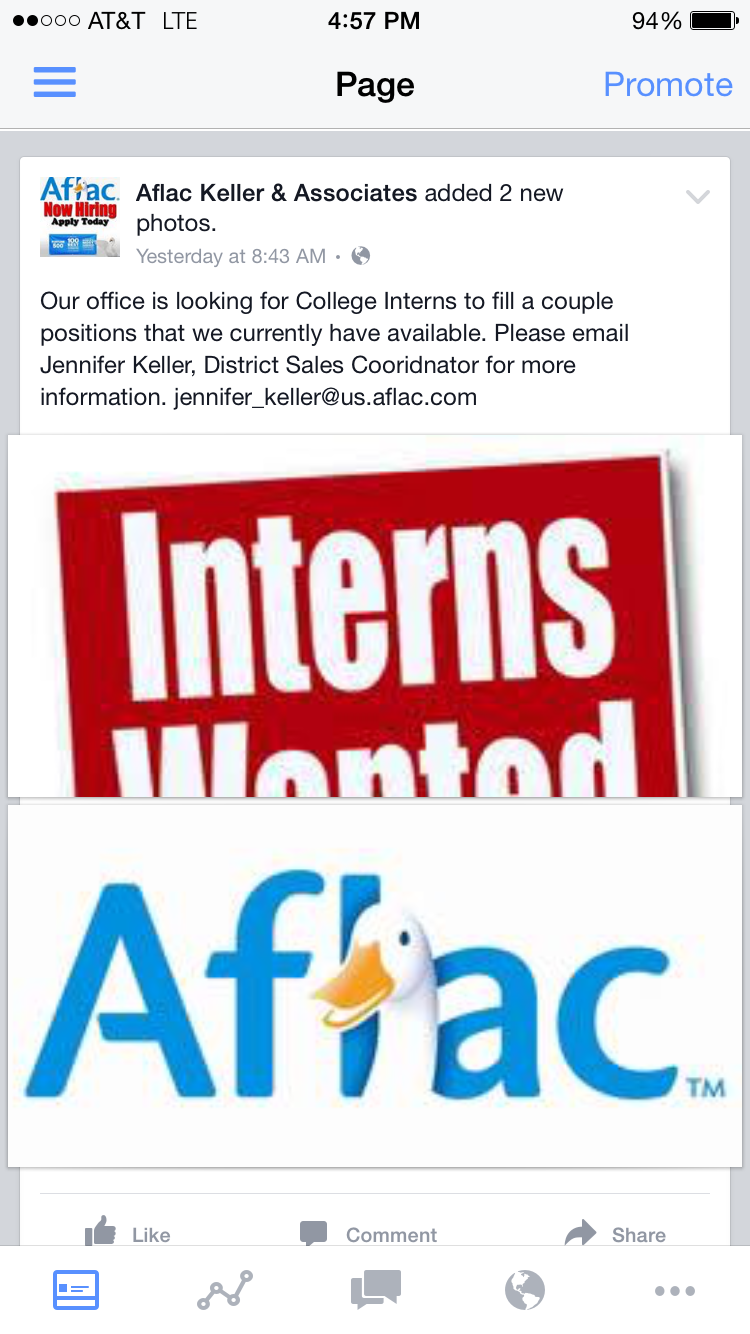 AT&T LTE 4:57 PM 94%
Page Promote
Aflac
Now Hiring
Apply Today
Aflac Keller & Associates added 2 new
photos.
Yesterday at 8:43 AM •
Our office is looking for College Interns to fill a couple
positions that we currently have available. Please email
Jennifer Keller, District Sales Cooridnator for more
information. jennifer_keller@us.aflac.com
Interns
Wanted
Aflac TM
Like Comment Share